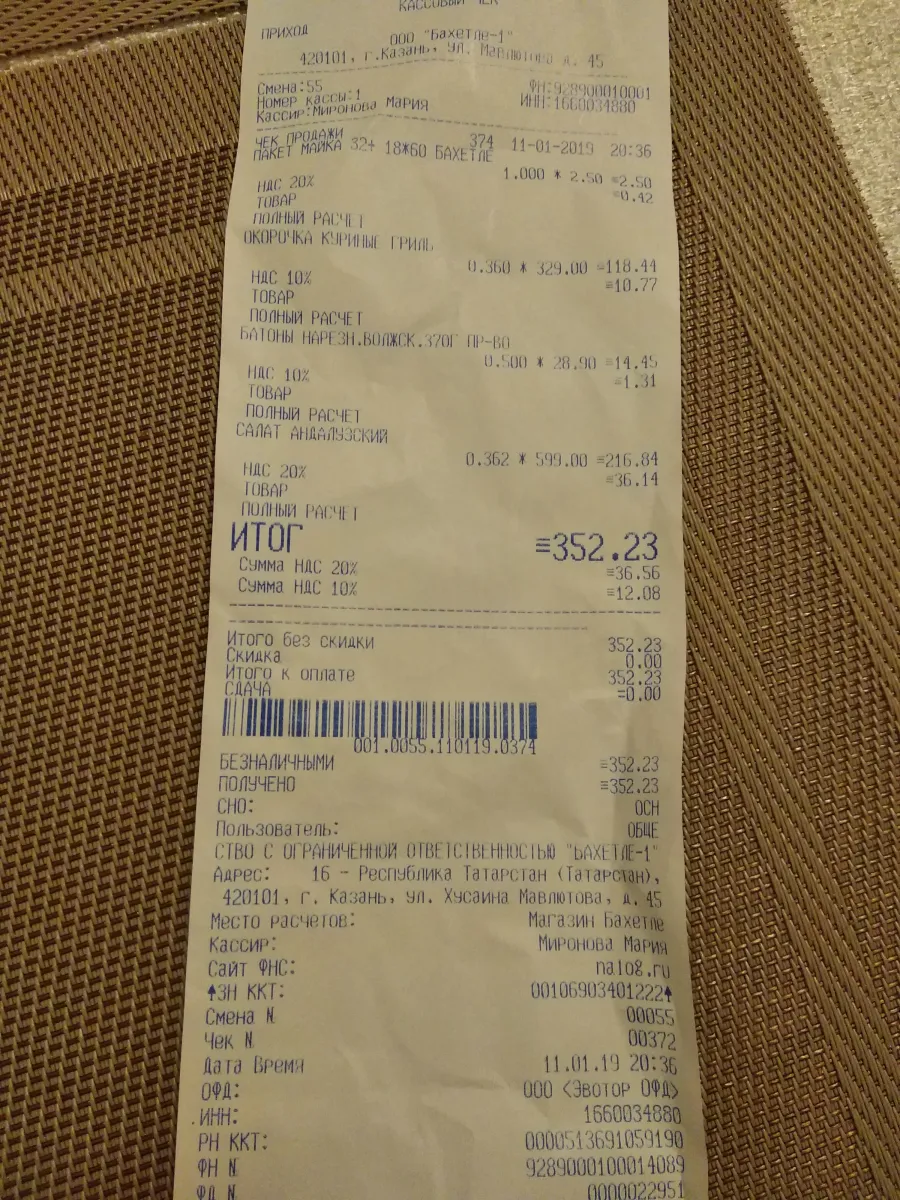 КАССОВЫЙ ЧЕК
ПРИХОД
ООО "Бахетле-1"
420101, г.Казань, ул. Мавлютова д. 45
Смена:55 ФН:928900010001
Номер кассы:1 ИНН:1660034880
Кассир:Миронова Мария
ЧЕК ПРОДАЖИ 374 11-01-2019 20:36
ПАКЕТ МАЙКА 32+ 18*60 БАХЕТЛЕ
1.000 * 2.50 =2.50
НДС 20% =0.42
ТОВАР
ПОЛНЫЙ РАСЧЕТ
ОКОРОЧКА КУРИНЫЕ ГРИЛЬ
0.360 * 329.00 =118.44
НДС 10% =10.77
ТОВАР
ПОЛНЫЙ РАСЧЕТ
БАТОНЫ НАРЕЗН.ВОЛЖСК.370Г ПР-ВО
0.500 * 28.90 =14.45
НДС 10% =1.31
ТОВАР
ПОЛНЫЙ РАСЧЕТ
САЛАТ АНДАЛУЗСКИЙ
0.362 * 599.00 =216.84
НДС 20% =36.14
ТОВАР
ПОЛНЫЙ РАСЧЕТ
ИТОГ =352.23
Сумма НДС 20% =36.56
Сумма НДС 10% =12.08
Итого без скидки 352.23
Скидка 0.00
Итого к оплате 352.23
СДАЧА =0.00
001.0055.110119.0374
БЕЗНАЛИЧНЫМИ =352.23
ПОЛУЧЕНО =352.23
СНО: ОСН
Пользователь: ОБЩЕ
СТВО С ОГРАНИЧЕННОЙ ОТВЕТСТВЕННОСТЬЮ "БАХЕТЛЕ-1"
Адрес: 16 - Республика Татарстан (Татарстан),
420101, г. Казань, ул. Хусаина Мавлютова, д. 45
Место расчетов: Магазин Бахетле
Кассир: Миронова Мария
Сайт ФНС: nalog.ru
ЗН ККТ: 00106903401222
Смена N 00055
Чек N 00372
Дата Время 11.01.19 20:36
ОФД: ООО <Эвотор ОФД>
ИНН: 1660034880
РН ККТ: 0000513691059190
ФН N 9289000100014089
ФД N 0000022951